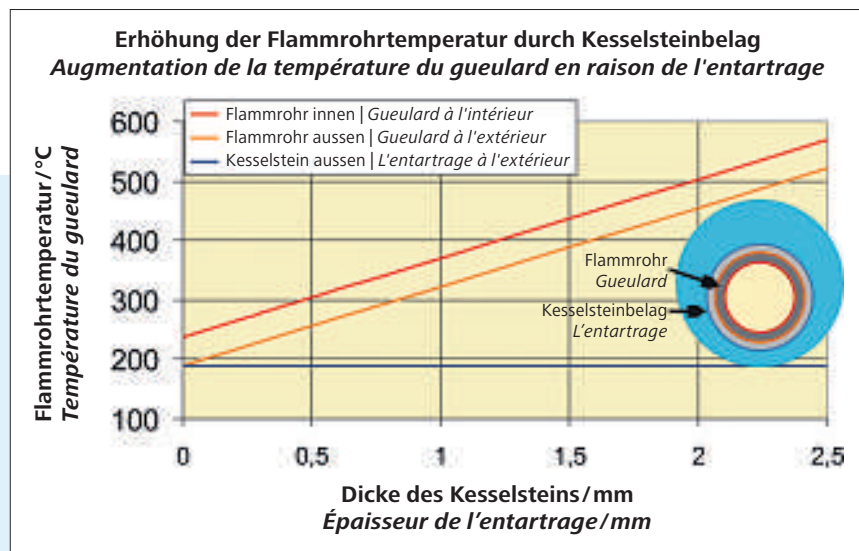 Erhöhung der Flammrohrtemperatur durch Kesselsteinbelag
Augmentation de la température du gueulard en raison de l'entartrage
Flammrohrtemperatur/°C
Température du gueulard
600
500
400
300
200
100
Flammrohr innen | Gueulard à l'intérieur
Flammrohr aussen | Gueulard à l'extérieur
Kesselstein aussen | L'entartrage à l'extérieur
Flammrohr
Gueulard
Kesselsteinbelag
L'entartrage
0 0,5 1 1,5 2 2,5
Dicke des Kesselsteins/mm
Épaisseur de l’entartrage/mm